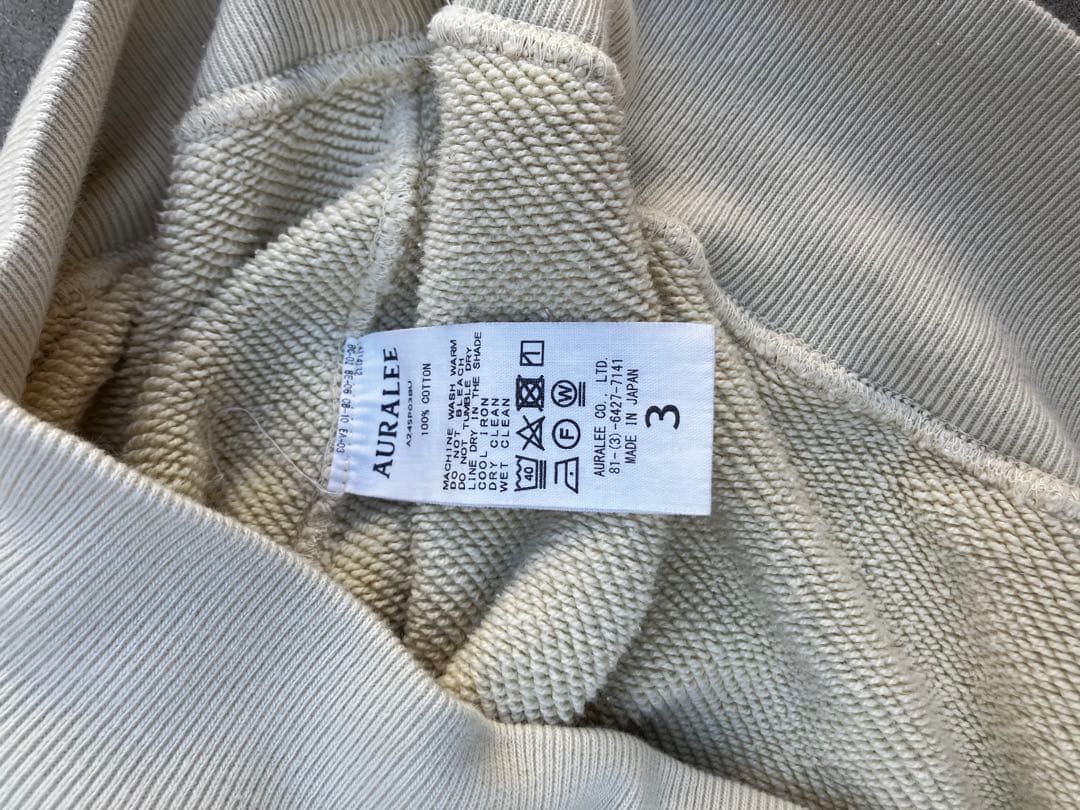 AURALEE
A24SP03BU
100% COTTON
MACHINE WASH WARM
DO NOT BLEACH
DO NOT TUMBLE DRY
LINE DRY IN THE SHADE
COOL IRON
DRY CLEAN
WET CLEAN
40
F W
AURALEE CO., LTD.
81-(3)-6427-7141
MADE IN JAPAN
3